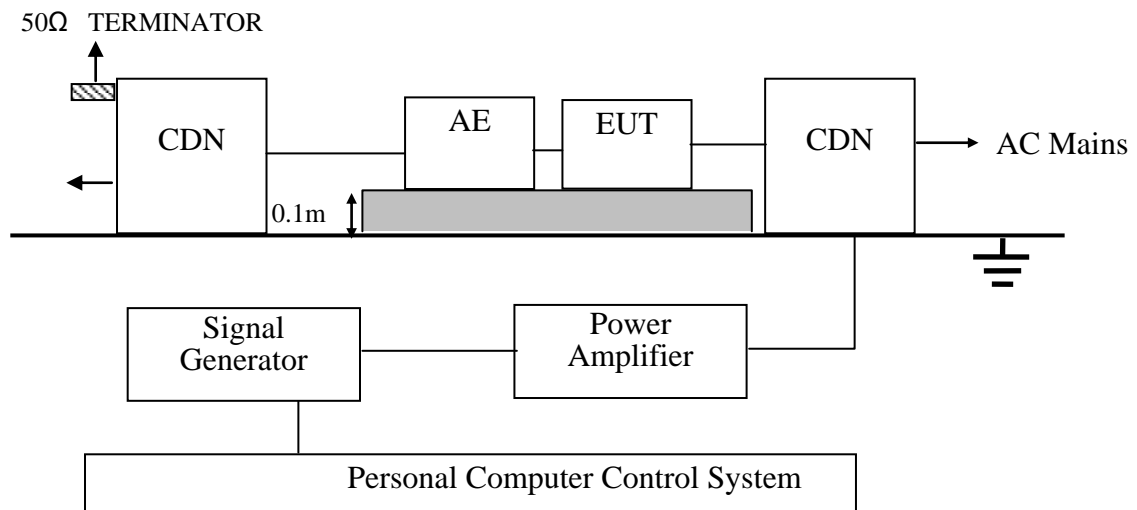 50Ω TERMINATOR
CDN
AE
EUT
CDN
AC Mains
0.1m
Signal
Generator
Power
Amplifier
Personal Computer Control System